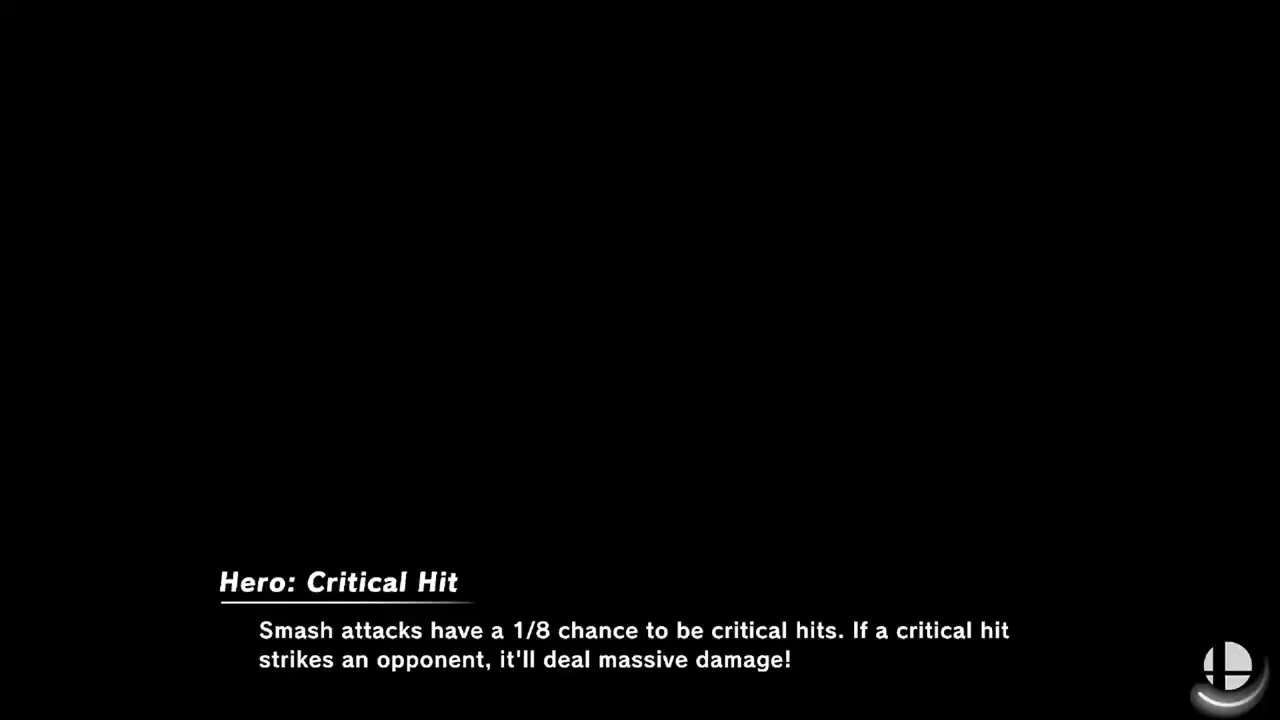 Hero: Critical Hit
Smash attacks have a 1/8 chance to be critical hits. If a critical hit
strikes an opponent, it'll deal massive damage!